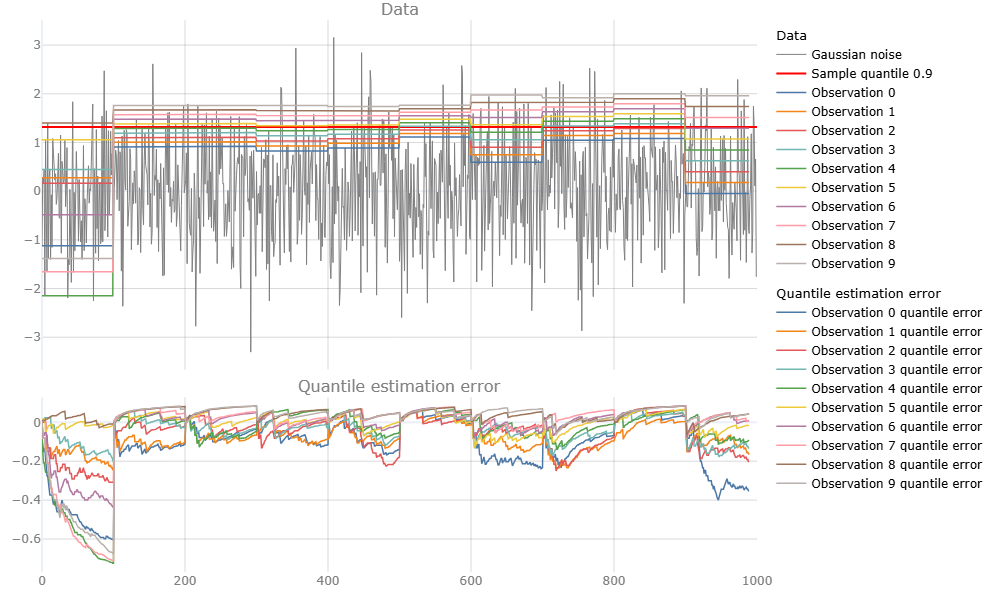 Data
3
2
1
0
−1
−2
−3
Data
Gaussian noise
Sample quantile 0.9
Observation 0
Observation 1
Observation 2
Observation 3
Observation 4
Observation 5
Observation 6
Observation 7
Observation 8
Observation 9
Quantile estimation error
0
−0.2
−0.4
−0.6
0
200
400
600
800
1000
Quantile estimation error
Observation 0 quantile error
Observation 1 quantile error
Observation 2 quantile error
Observation 3 quantile error
Observation 4 quantile error
Observation 5 quantile error
Observation 6 quantile error
Observation 7 quantile error
Observation 8 quantile error
Observation 9 quantile error